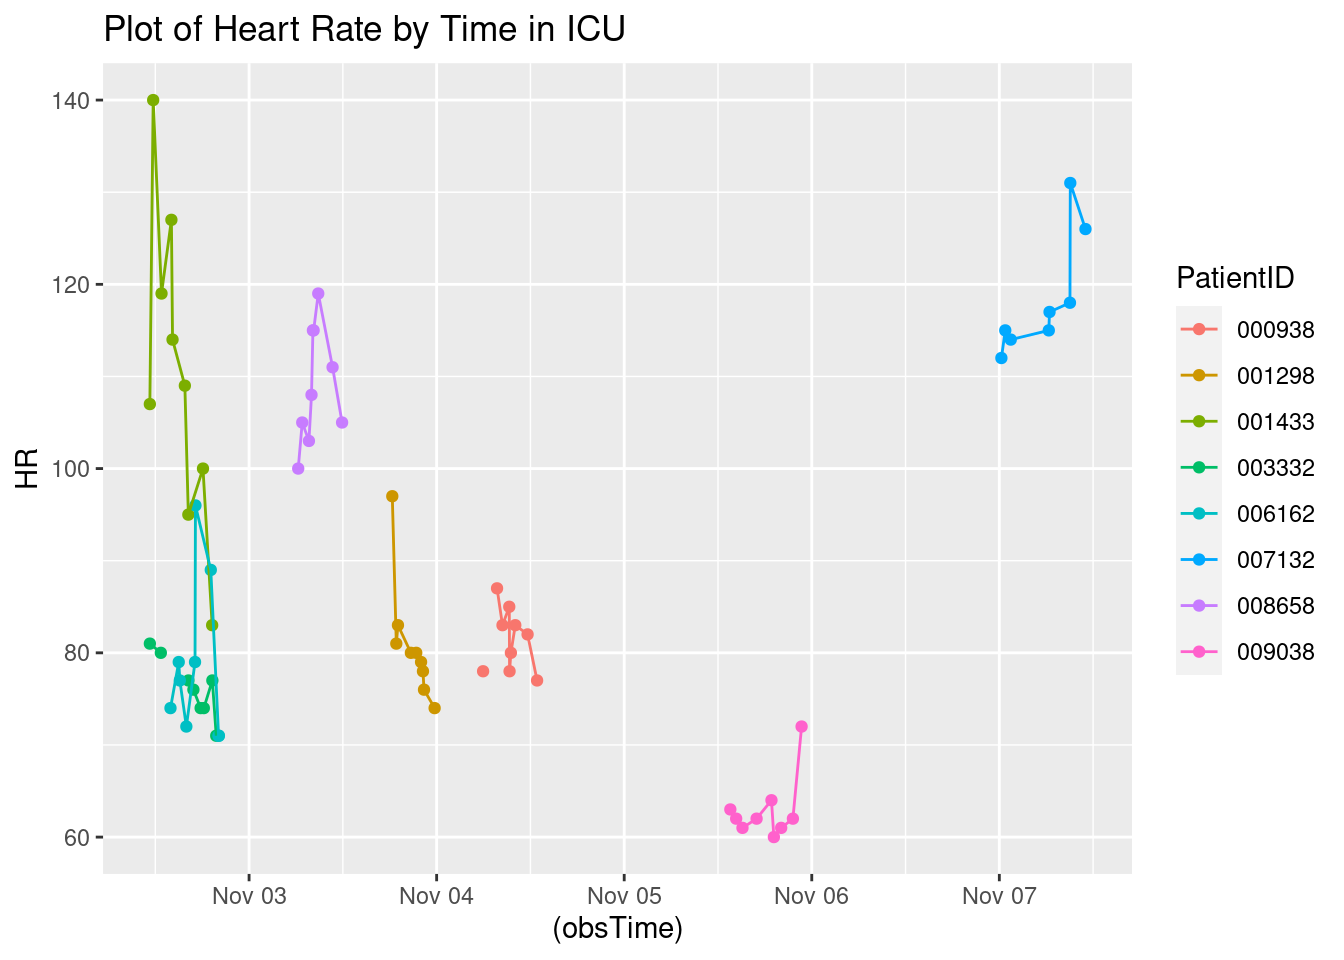 Plot of Heart Rate by Time in ICU
140
120
100
80
60
HR
Nov 03
Nov 04
Nov 05
Nov 06
Nov 07
(obsTime)
PatientID
000938
001298
001433
003332
006162
007132
008658
009038